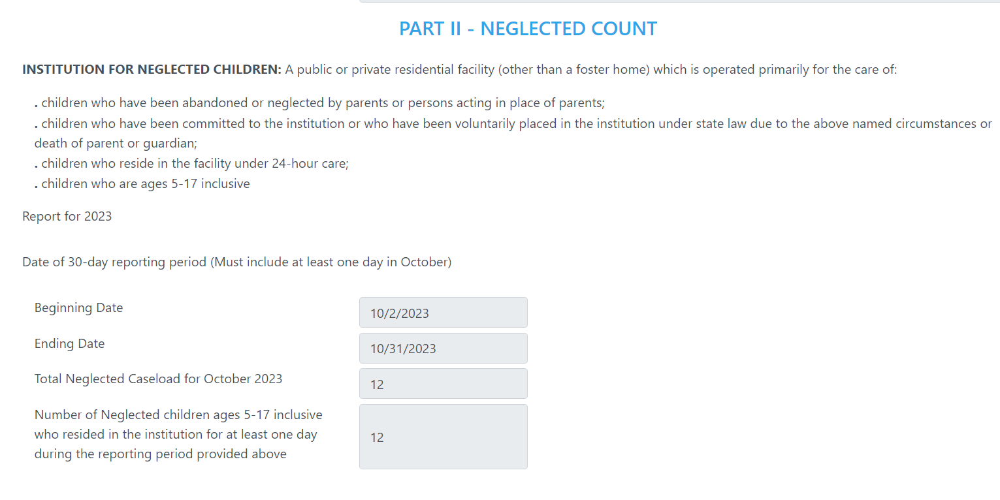 PART II - NEGLECTED COUNT
INSTITUTION FOR NEGLECTED CHILDREN: A public or private residential facility (other than a foster home) which is operated primarily for the care of:
. children who have been abandoned or neglected by parents or persons acting in place of parents;
. children who have been committed to the institution or who have been voluntarily placed in the institution under state law due to the above named circumstances or
death of parent or guardian;
. children who reside in the facility under 24-hour care;
. children who are ages 5-17 inclusive
Report for 2023
Date of 30-day reporting period (Must include at least one day in October)
Beginning Date 10/2/2023
Ending Date 10/31/2023
Total Neglected Caseload for October 2023 12
Number of Neglected children ages 5-17 inclusive
who resided in the institution for at least one day 12
during the reporting period provided above